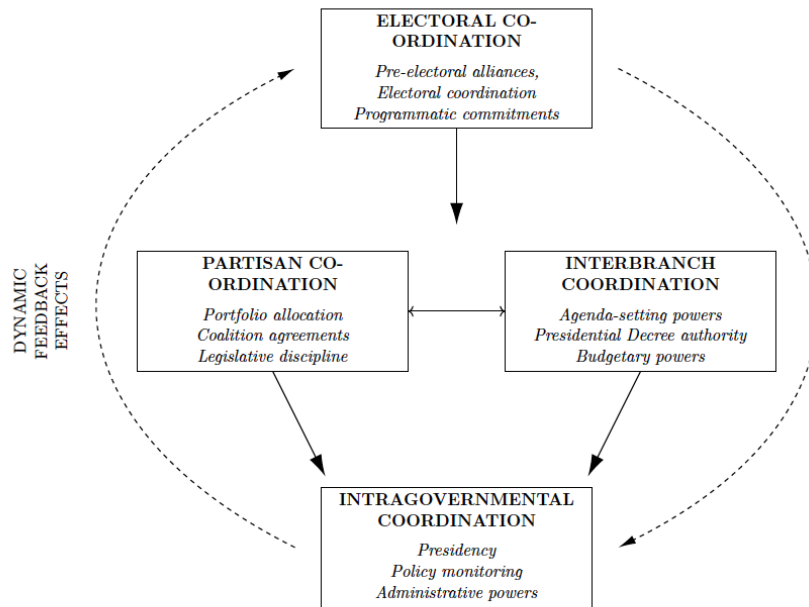 ELECTORAL CO-
ORDINATION
Pre-electoral alliances,
Electoral coordination
Programmatic commitments
DYNAMIC
FEEDBACK
EFFECTS
PARTISAN CO-
ORDINATION
Portfolio allocation
Coalition agreements
Legislative discipline
INTERBRANCH
COORDINATION
Agenda-setting powers
Presidential Decree authority
Budgetary powers
INTRAGOVERNMENTAL
COORDINATION
Presidency
Policy monitoring
Administrative powers